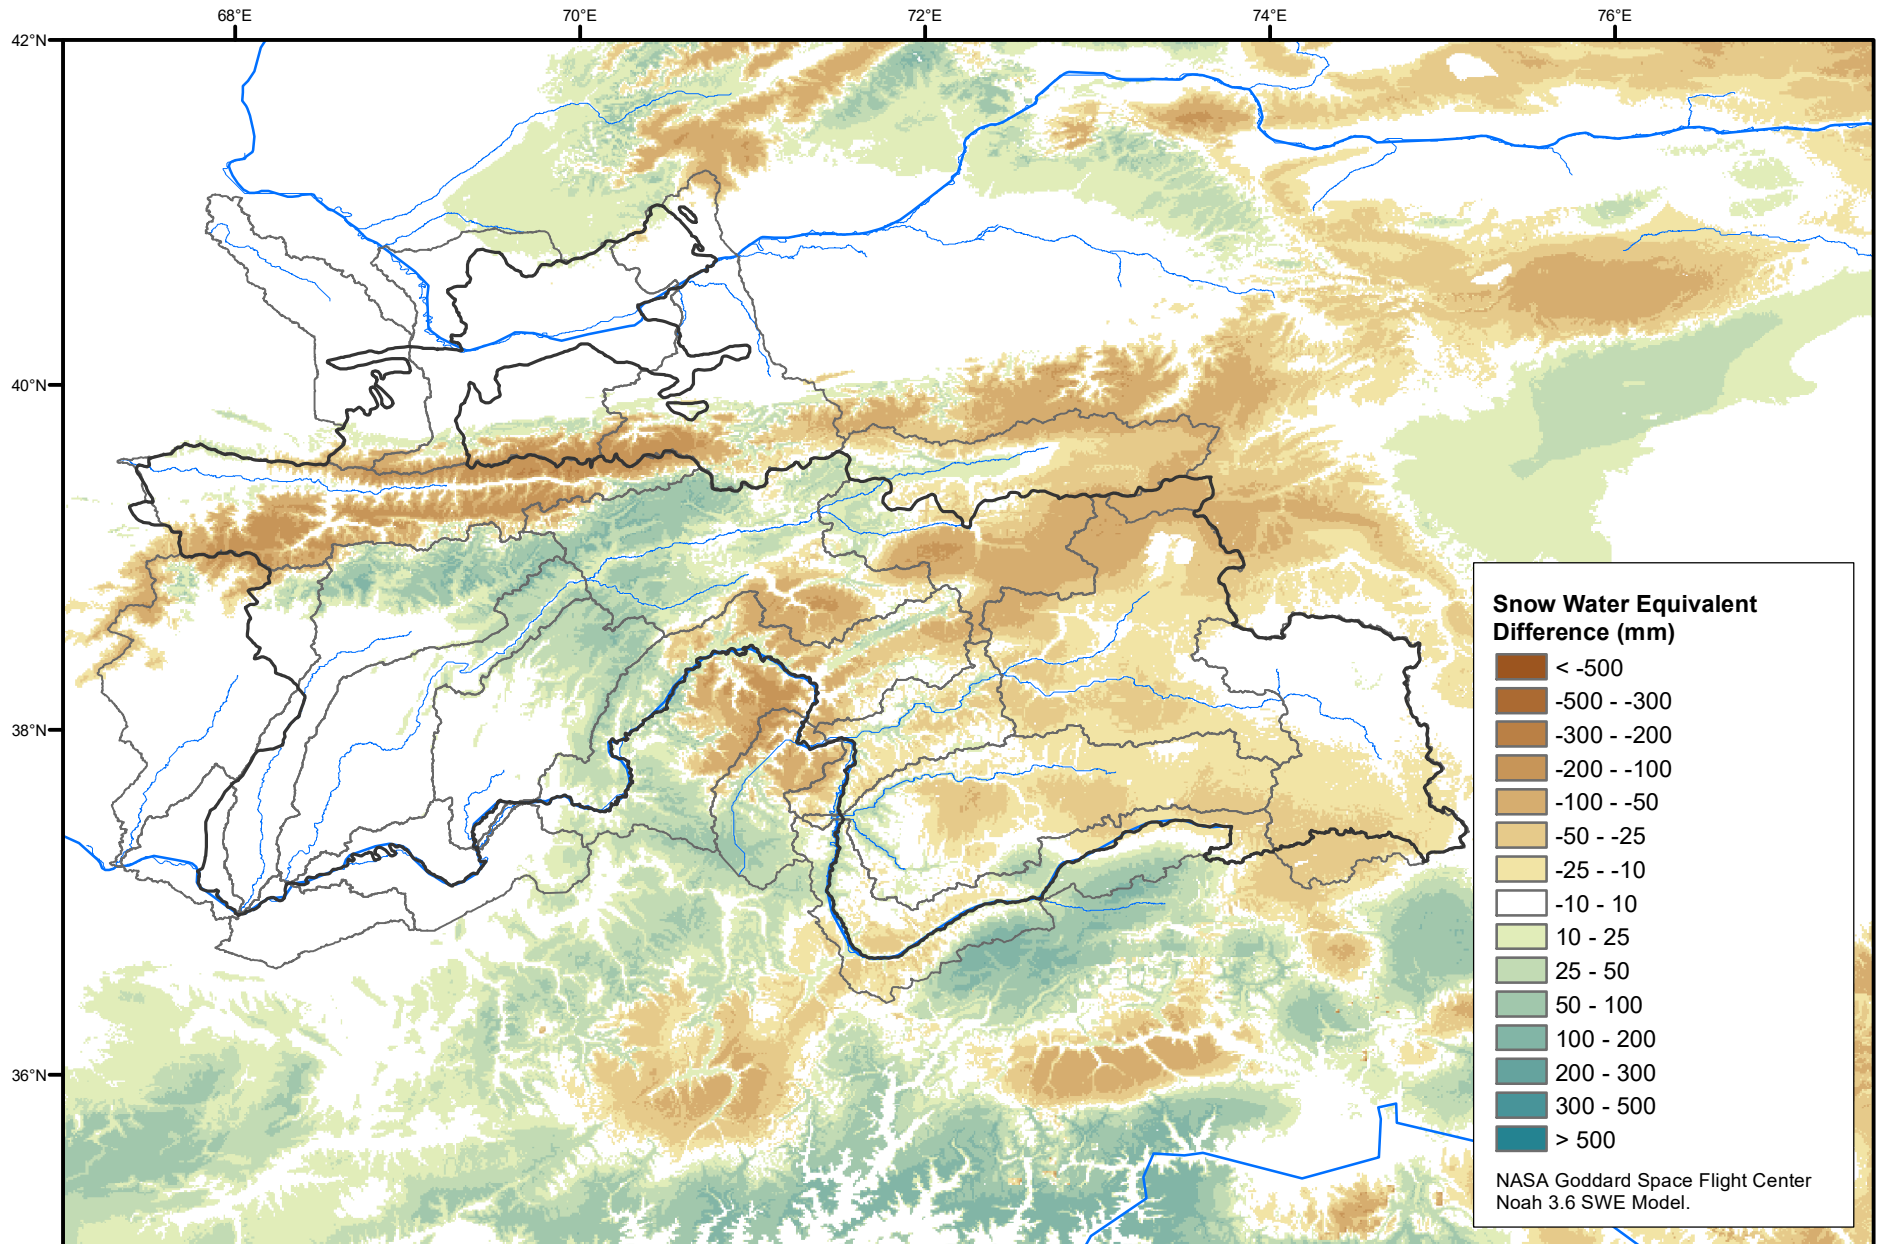 68°E
70°E
72°E
74°E
76°E
42°N
40°N
38°N
36°N
Snow Water Equivalent
Difference (mm)
< -500
-500 - -300
-300 - -200
-200 - -100
-100 - -50
-50 - -25
-25 - -10
-10 - 10
10 - 25
25 - 50
50 - 100
100 - 200
200 - 300
300 - 500
> 500
NASA Goddard Space Flight Center
Noah 3.6 SWE Model.